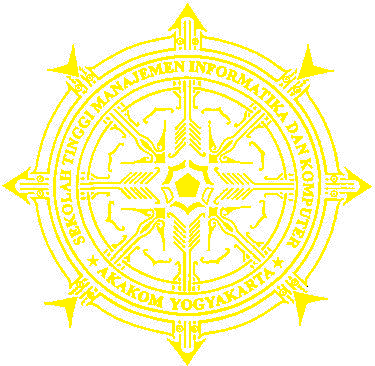 SEKOLAH TINGGI MANAJEMEN INFORMATIKA DAN KOMPUTER
★ AKAKOM YOGYAKARTA ★